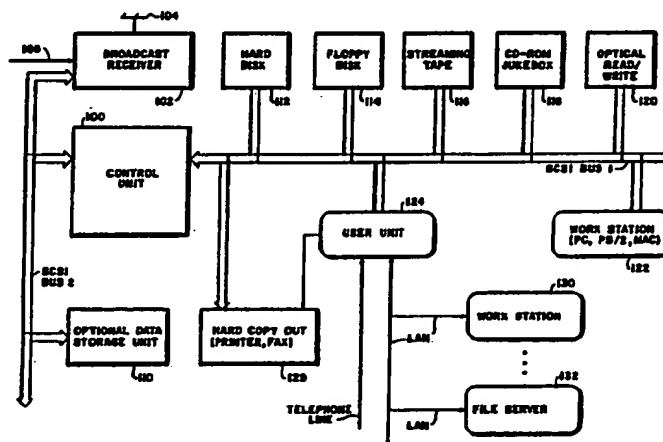 104
106
BROADCAST
RECEIVER
102
HARD
DISK
112
FLOPPY
DISK
114
STREAMING
TAPE
116
CD-ROM
JUKEBOX
118
OPTICAL
READ/
WRITE
120
100
CONTROL
UNIT
SCSI BUS 1
124
USER UNIT
WORK STATION
(PC, PS/2, MAC)
122
SCSI
BUS 2
OPTIONAL DATA
STORAGE UNIT
110
HARD COPY OUT
(PRINTER, FAX)
129
130
WORK STATION
LAN
132
FILE SERVER
LAN
TELEPHONE
LINE